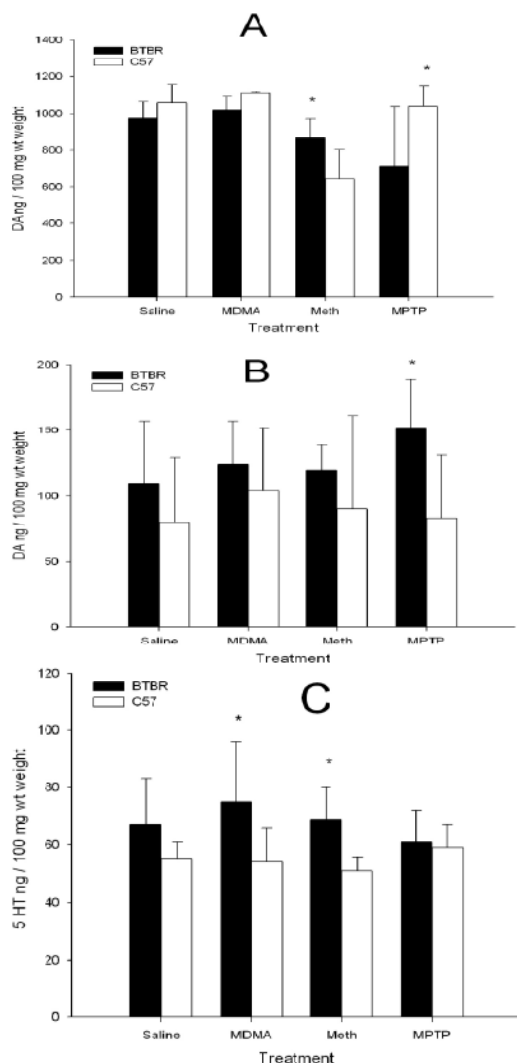 A
1400
1200
1000
800
600
400
200
0
BTBR
C57
*
*
DA ng / 100 mg wt weight
Saline MDMA Meth MPTP
Treatment
B
200
150
100
50
0
BTBR
C57
*
DA ng / 100 mg wt weight
Saline MDMA Meth MPTP
Treatment
C
120
100
80
60
40
20
0
BTBR
C57
*
*
5 HT ng / 100 mg wt weight
Saline MDMA Meth MPTP
Treatment